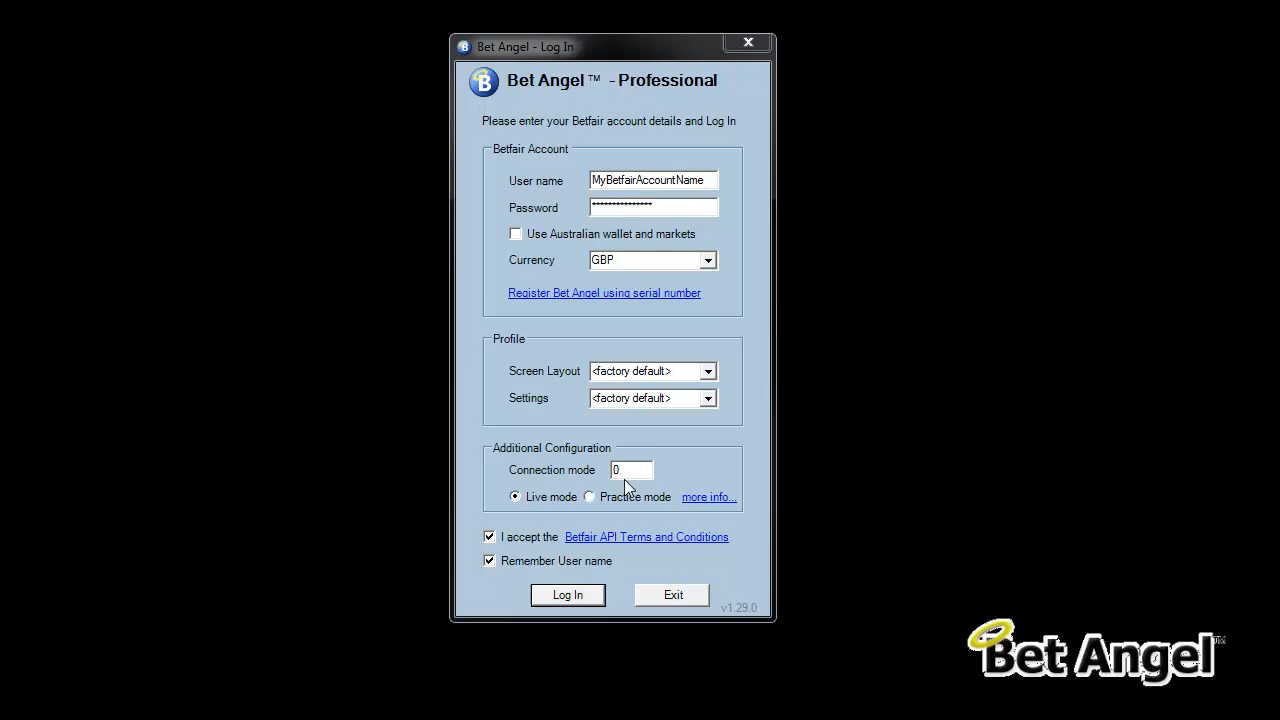 Bet Angel - Log In
Bet Angel ™ - Professional
Please enter your Betfair account details and Log In
Betfair Account
User name MyBetfairAccountName
Password ***************
Use Australian wallet and markets
Currency GBP
Register Bet Angel using serial number
Profile
Screen Layout <factory default>
Settings <factory default>
Additional Configuration
Connection mode 0
Live mode Practice mode more info...
I accept the Betfair API Terms and Conditions
Remember User name
Log In Exit
v1.29.0
Bet Angel™